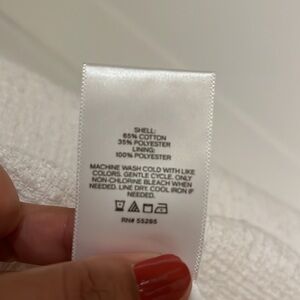 SHELL:
65% COTTON
35% POLYESTER
LINING:
100% POLYESTER
MACHINE WASH COLD WITH LIKE
COLORS, GENTLE CYCLE. ONLY
NON-CHLORINE BLEACH WHEN
NEEDED. LINE DRY. COOL IRON IF
NEEDED.
RN# 55285